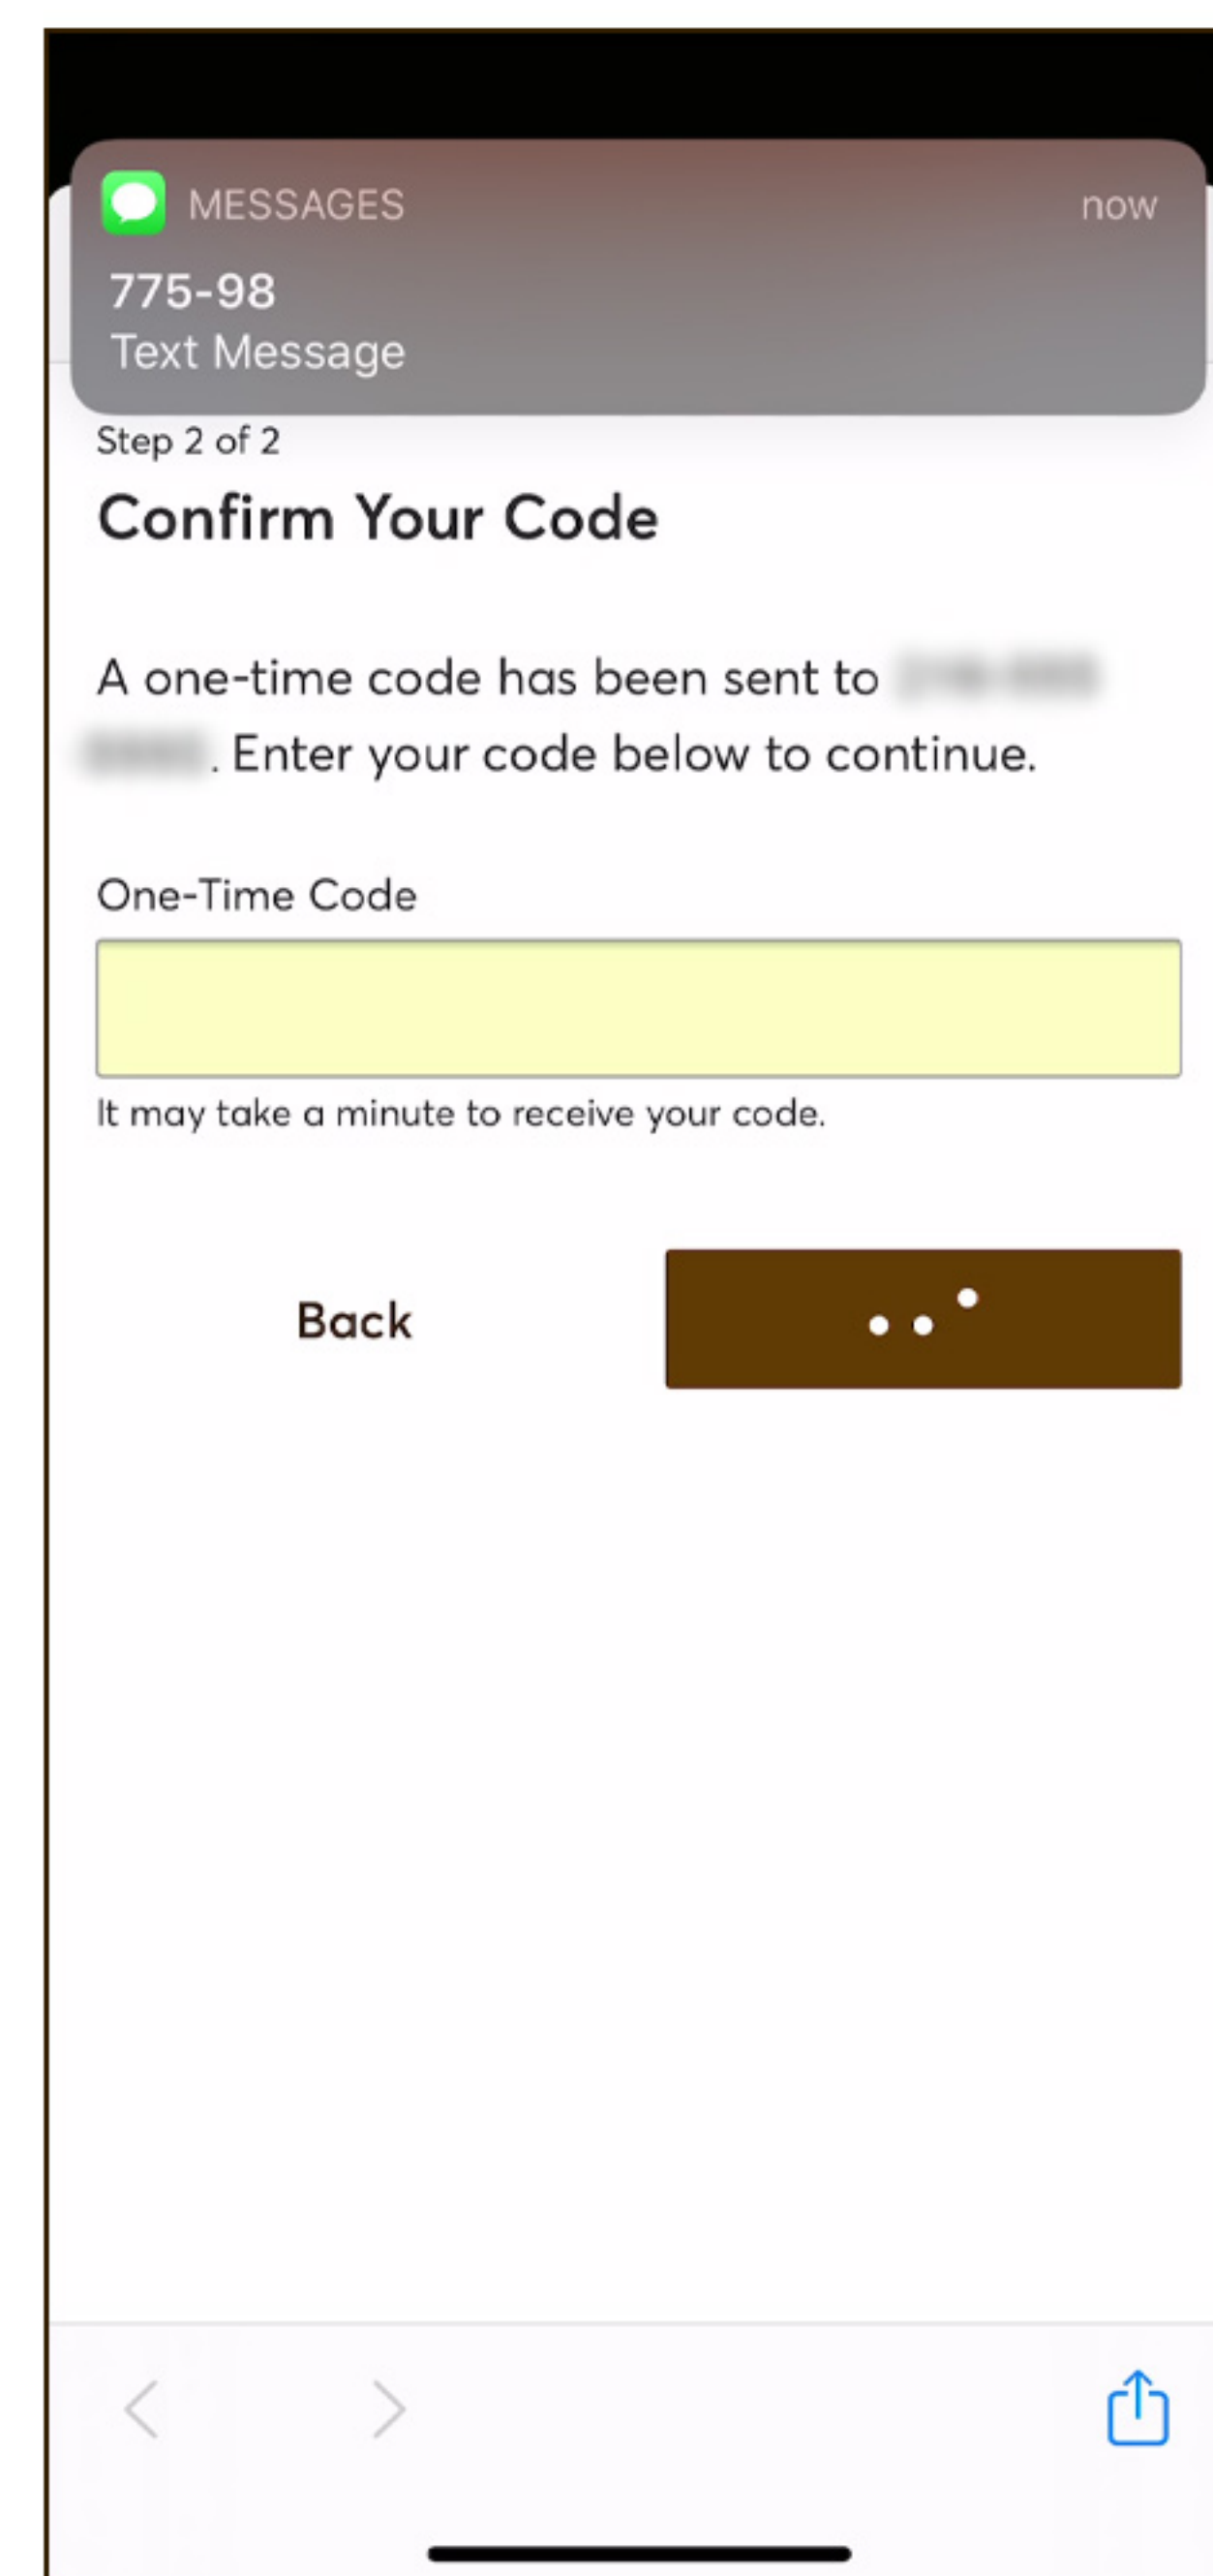 MESSAGES now
775-98
Text Message
Step 2 of 2
Confirm Your Code
A one-time code has been sent to
. Enter your code below to continue.
One-Time Code
It may take a minute to receive your code.
Back